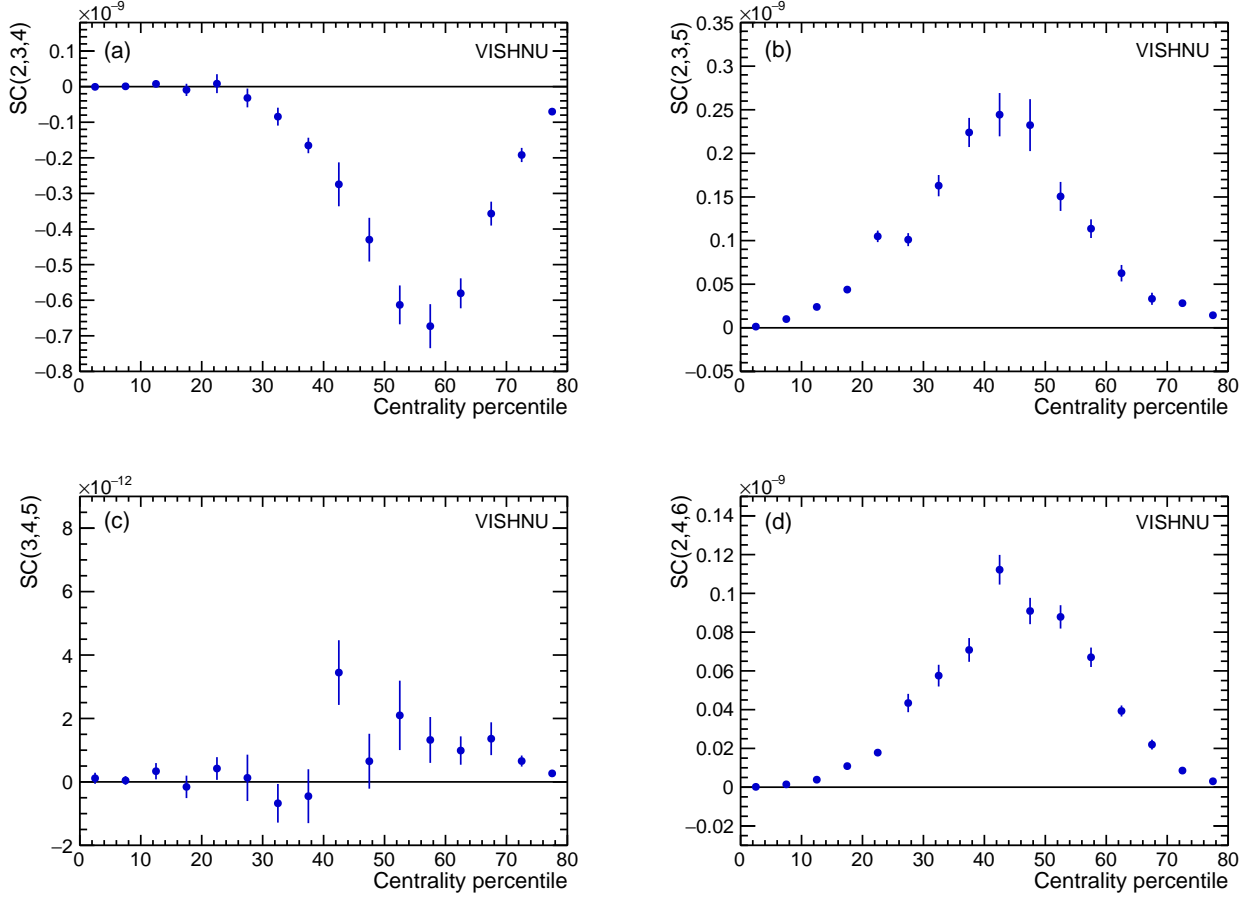 ×10⁻⁹
SC(2,3,4)
(a)
VISHNU
0.1
0
−0.1
−0.2
−0.3
−0.4
−0.5
−0.6
−0.7
−0.8
0 10 20 30 40 50 60 70 80
Centrality percentile
×10⁻⁹
SC(2,3,5)
(b)
VISHNU
0.35
0.3
0.25
0.2
0.15
0.1
0.05
0
−0.05
0 10 20 30 40 50 60 70 80
Centrality percentile
×10⁻¹²
SC(3,4,5)
(c)
VISHNU
8
6
4
2
0
−2
0 10 20 30 40 50 60 70 80
Centrality percentile
×10⁻⁹
SC(2,4,6)
(d)
VISHNU
0.14
0.12
0.1
0.08
0.06
0.04
0.02
0
−0.02
0 10 20 30 40 50 60 70 80
Centrality percentile